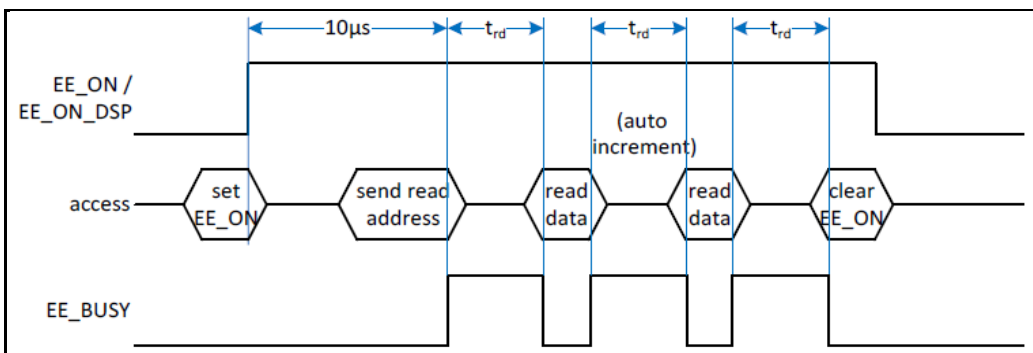 10µs
t_rd
t_rd
t_rd
EE_ON /
EE_ON_DSP
(auto
increment)
access
set
EE_ON
send read
address
read
data
read
data
clear
EE_ON
EE_BUSY